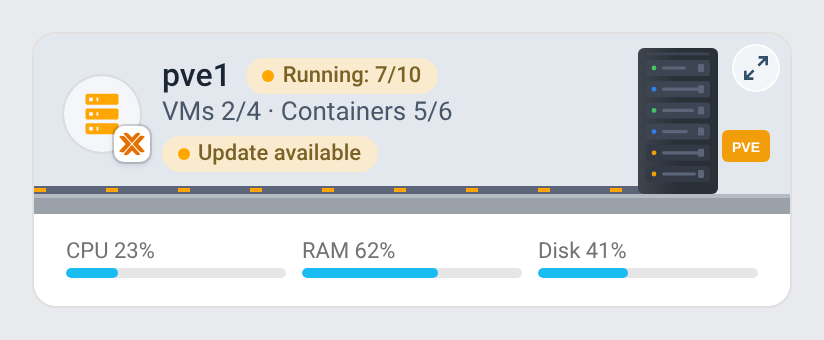 pve1 Running: 7/10
VMs 2/4 · Containers 5/6
Update available
PVE
CPU 23% RAM 62% Disk 41%